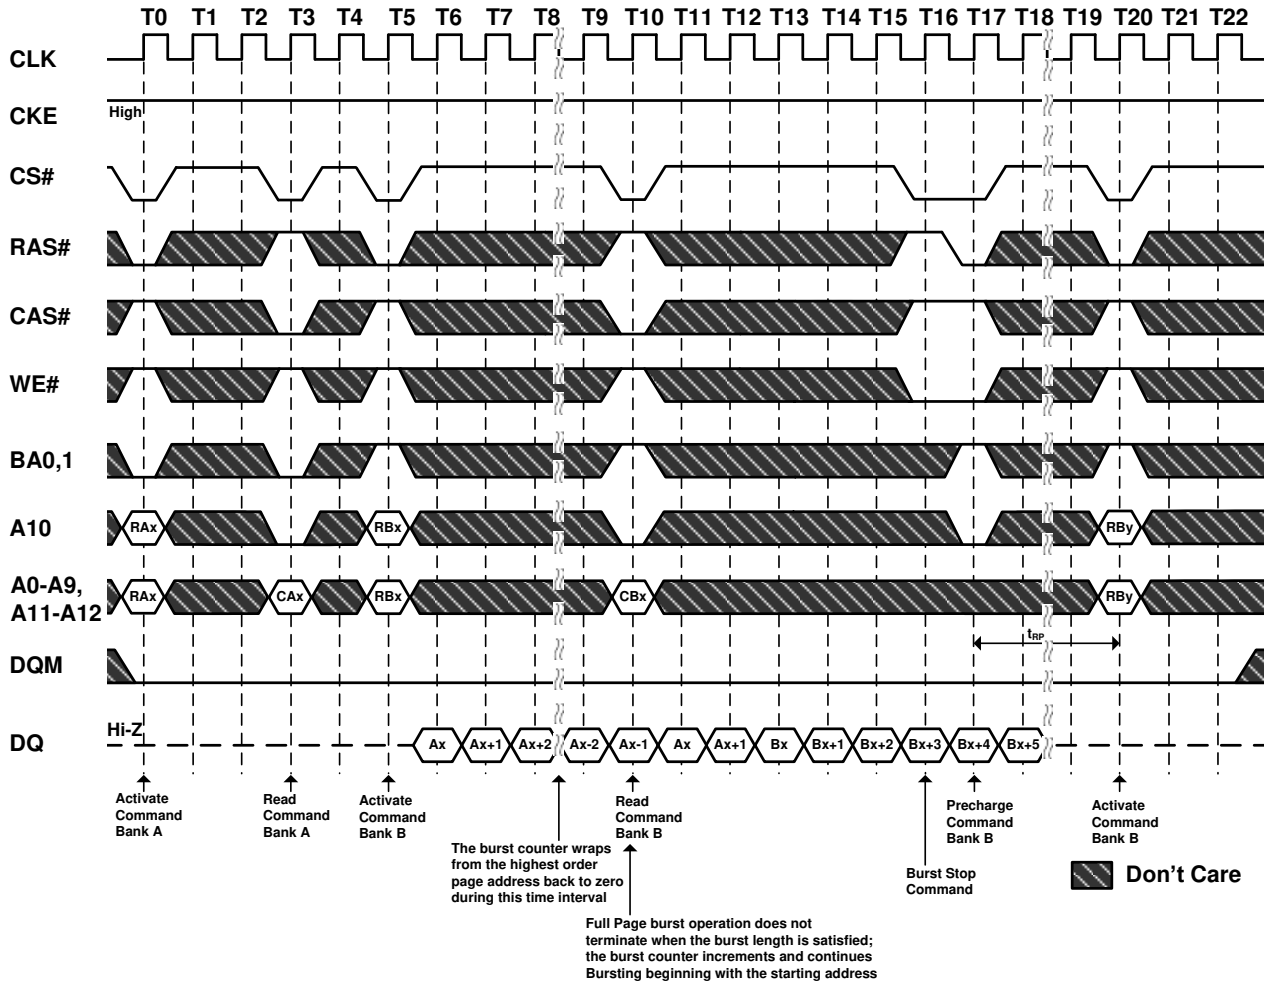 T0 T1 T2 T3 T4 T5 T6 T7 T8 T9 T10 T11 T12 T13 T14 T15 T16 T17 T18 T19 T20 T21 T22
CLK
CKE
High
CS#
RAS#
CAS#
WE#
BA0,1
A10
RAx RBx RBy
A0-A9,
A11-A12
RAx CAx RBx CBx RBy
tRP
DQM
Hi-Z
DQ
Ax Ax+1 Ax+2 Ax-2 Ax-1 Ax Ax+1 Bx Bx+1 Bx+2 Bx+3 Bx+4 Bx+5
Activate
Command
Bank A
Read
Command
Bank A
Activate
Command
Bank B
The burst counter wraps
from the highest order
page address back to zero
during this time interval
Read
Command
Bank B
Full Page burst operation does not
terminate when the burst length is satisfied;
the burst counter increments and continues
Bursting beginning with the starting address
Burst Stop
Command
Precharge
Command
Bank B
Activate
Command
Bank B
Don't Care